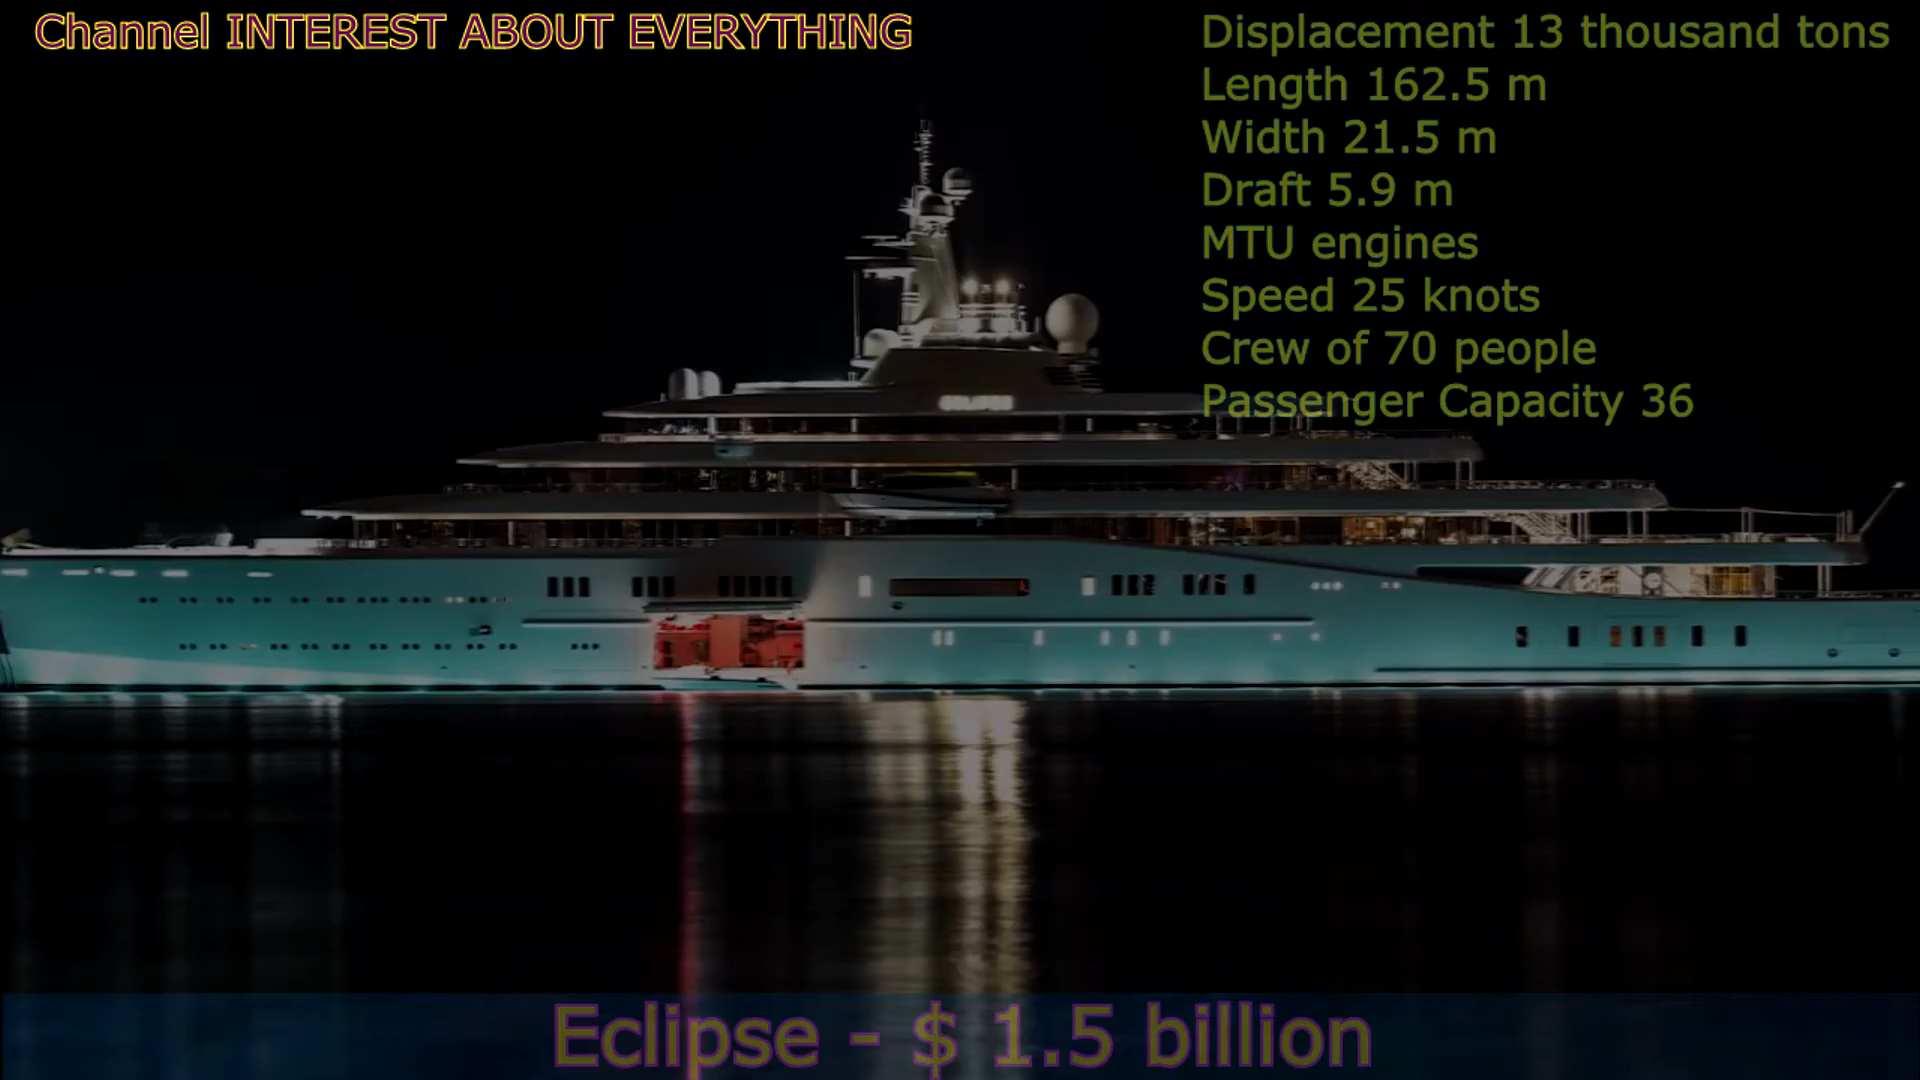 Channel INTEREST ABOUT EVERYTHING
Displacement 13 thousand tons
Length 162.5 m
Width 21.5 m
Draft 5.9 m
MTU engines
Speed 25 knots
Crew of 70 people
Passenger Capacity 36
Eclipse - $ 1.5 billion